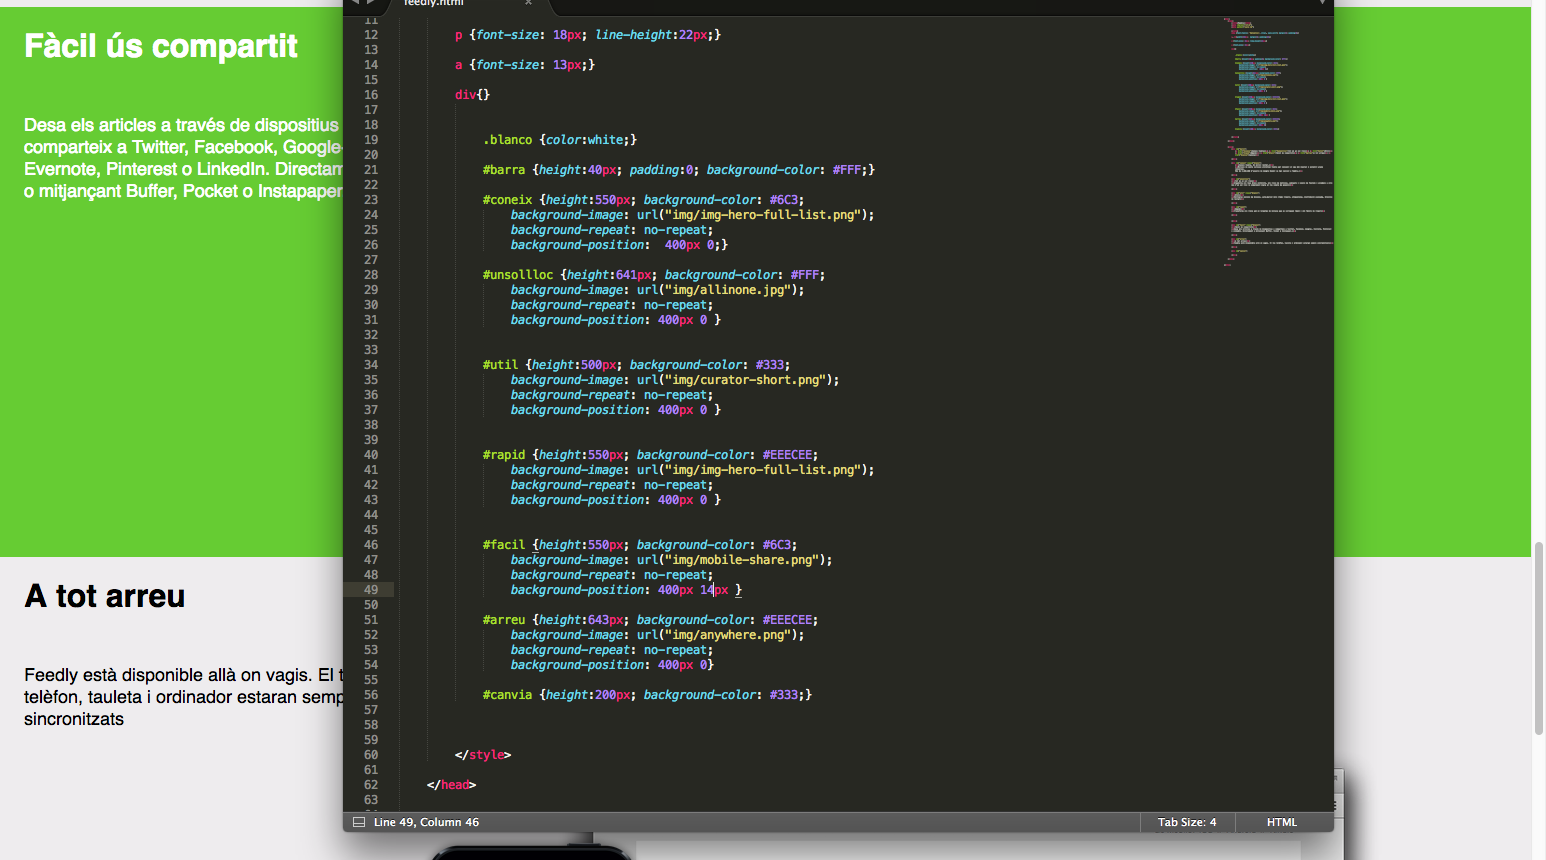 Fàcil ús compartit
Desa els articles a través de dispositius
comparteix a Twitter, Facebook, Google
Evernote, Pinterest o LinkedIn. Directam
o mitjançant Buffer, Pocket o Instapaper
A tot arreu
Feedly està disponible allà on vagis. El t
telèfon, tauleta i ordinador estaran semp
sincronitzats
feedly.html
11
12 p {font-size: 18px; line-height:22px;}
13
14 a {font-size: 13px;}
15
16 div{}
17
18
19 .blanco {color:white;}
20
21 #barra {height:40px; padding:0; background-color: #FFF;}
22
23 #coneix {height:550px; background-color: #6C3;
24 background-image: url("img/img-hero-full-list.png");
25 background-repeat: no-repeat;
26 background-position:  400px 0;}
27
28 #unsollloc {height:641px; background-color: #FFF;
29 background-image: url("img/allinone.jpg");
30 background-repeat: no-repeat;
31 background-position: 400px 0 }
32
33
34 #util {height:500px; background-color: #333;
35 background-image: url("img/curator-short.png");
36 background-repeat: no-repeat;
37 background-position: 400px 0 }
38
39
40 #rapid {height:550px; background-color: #EEECEE;
41 background-image: url("img/img-hero-full-list.png");
42 background-repeat: no-repeat;
43 background-position: 400px 0 }
44
45
46 #facil {height:550px; background-color: #6C3;
47 background-image: url("img/mobile-share.png");
48 background-repeat: no-repeat;
49 background-position: 400px 14px }
50
51 #arreu {height:643px; background-color: #EEECEE;
52 background-image: url("img/anywhere.png");
53 background-repeat: no-repeat;
54 background-position: 400px 0}
55
56 #canvia {height:200px; background-color: #333;}
57
58
59
60 </style>
61
62 </head>
63
Line 49, Column 46
Tab Size: 4
HTML